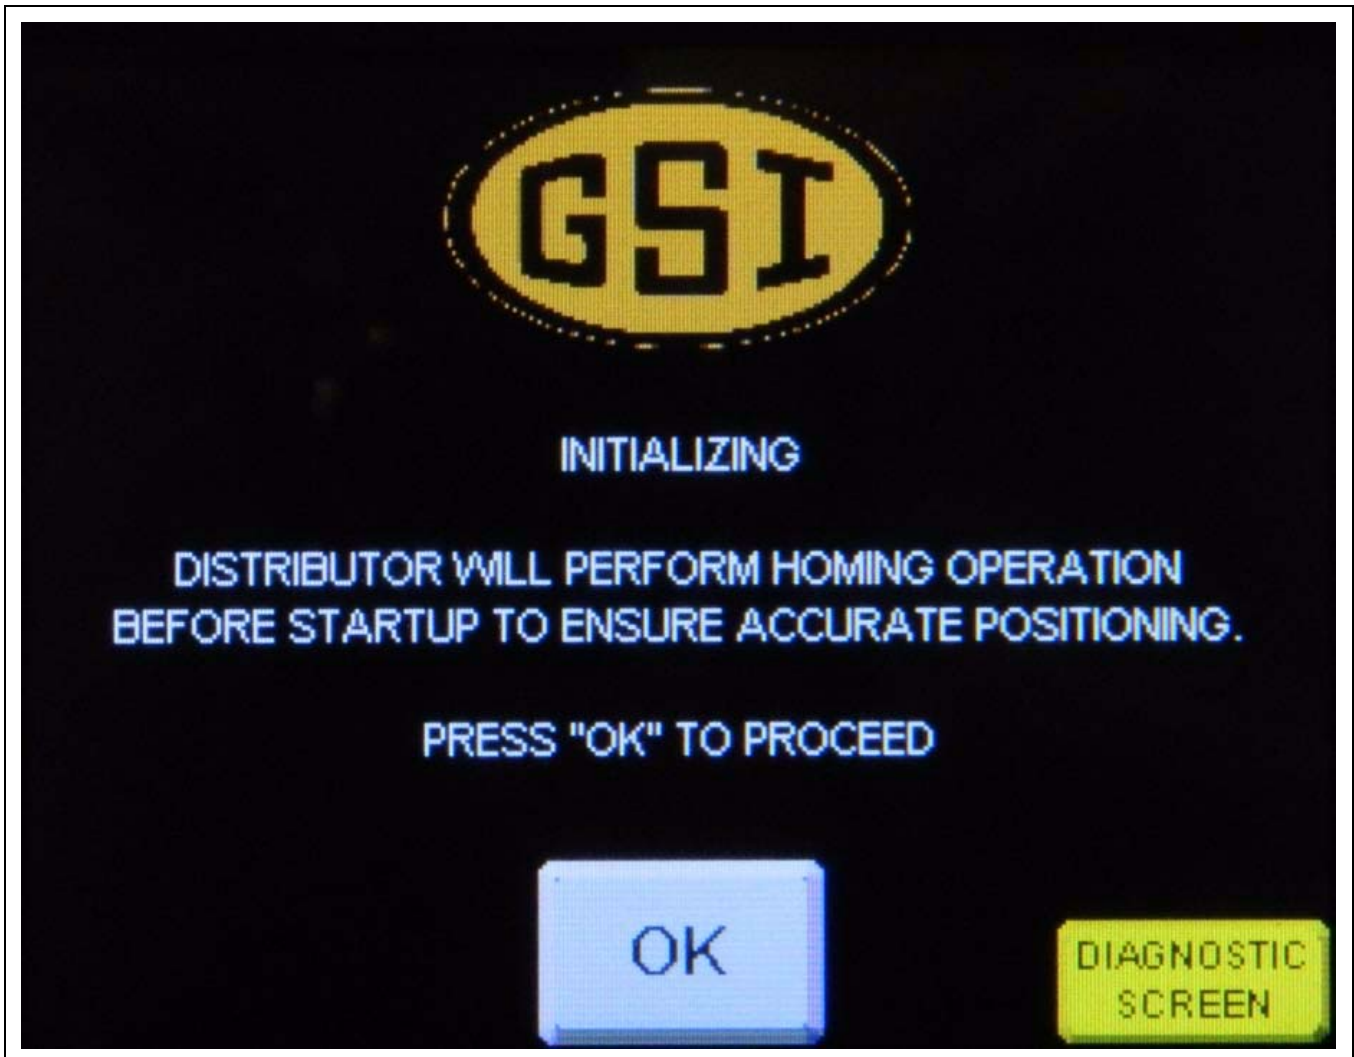 GSI
INITIALIZING
DISTRIBUTOR WILL PERFORM HOMING OPERATION
BEFORE STARTUP TO ENSURE ACCURATE POSITIONING.
PRESS "OK" TO PROCEED
OK
DIAGNOSTIC
SCREEN